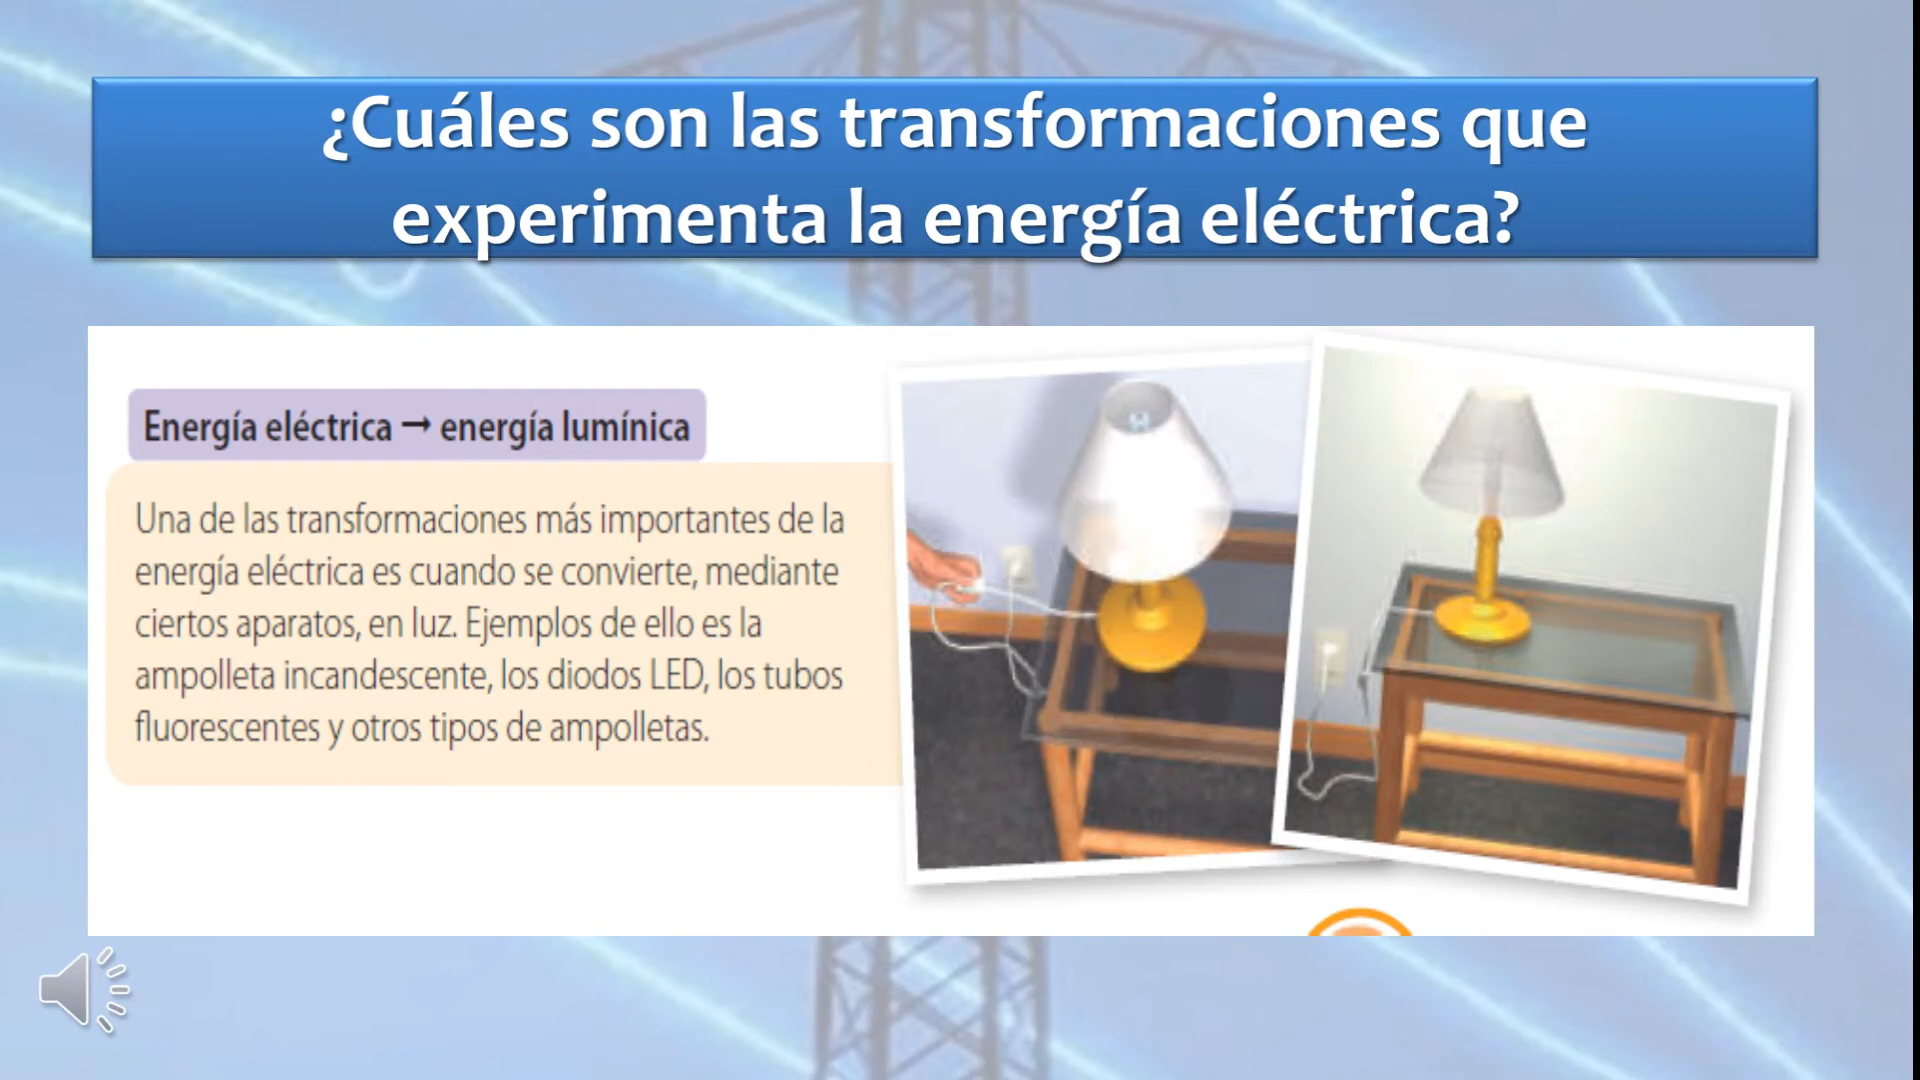 ¿Cuáles son las transformaciones que
experimenta la energía eléctrica?
Energía eléctrica → energía lumínica
Una de las transformaciones más importantes de la
energía eléctrica es cuando se convierte, mediante
ciertos aparatos, en luz. Ejemplos de ello es la
ampolleta incandescente, los diodos LED, los tubos
fluorescentes y otros tipos de ampolletas.